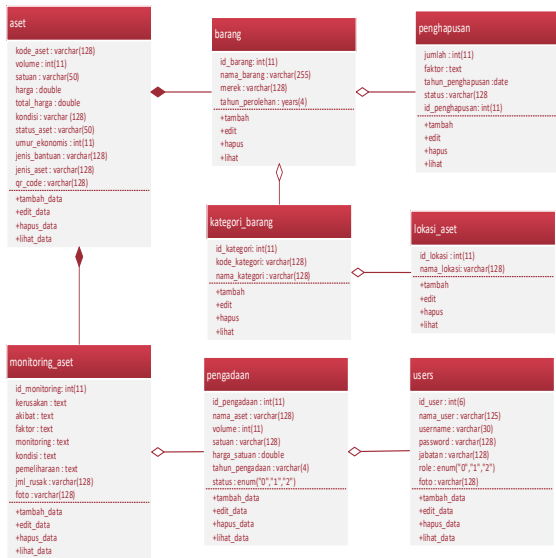 aset
kode_aset : varchar(128)
volume : int(11)
satuan : varchar(50)
harga : double
total_harga : double
kondisi : varchar (128)
status_aset : varchar(50)
umur_ekonomis : int(11)
jenis_bantuan : varchar(128)
jenis_aset : varchar(128)
qr_code : varchar(128)
+tambah_data
+edit_data
+hapus_data
+lihat_data
barang
id_barang: int(11)
nama_barang : varchar(255)
merek : varchar(128)
tahun_perolehan : years(4)
+tambah
+edit
+hapus
+lihat
penghapusan
jumlah : int(11)
faktor : text
tahun_penghapusan :date
status : varchar(128
id_penghapusan: int(11)
+tambah
+edit
+hapus
+lihat
kategori_barang
id_kategori: int(11)
kode_kategori: varchar(128)
nama_kategori : varchar(128)
+tambah
+edit
+hapus
+lihat
lokasi_aset
id_lokasi : int(11)
nama_lokasi: varchar(128)
+tambah
+edit
+hapus
+lihat
monitoring_aset
id_monitoring: int(11)
kerusakan : text
akibat : text
faktor : text
monitoring : text
kondisi : text
pemeliharaan : text
jml_rusak : varchar(128)
foto : varchar(128)
+tambah_data
+edit_data
+hapus_data
+lihat_data
pengadaan
id_pengadaan : int(11)
nama_aset : varchar(128)
volume : int(11)
satuan : varchar(128)
harga_satuan : double
tahun_pengadaan : varchar(4)
status : enum("0","1","2")
+tambah_data
+edit_data
+hapus_data
+lihat_data
users
id_user : int(6)
nama_user : varchar(125)
username : varchar(30)
password : varchar(128)
jabatan : varchar(128)
role : enum("0","1","2")
foto : varchar(128)
+tambah_data
+edit_data
+hapus_data
+lihat_data